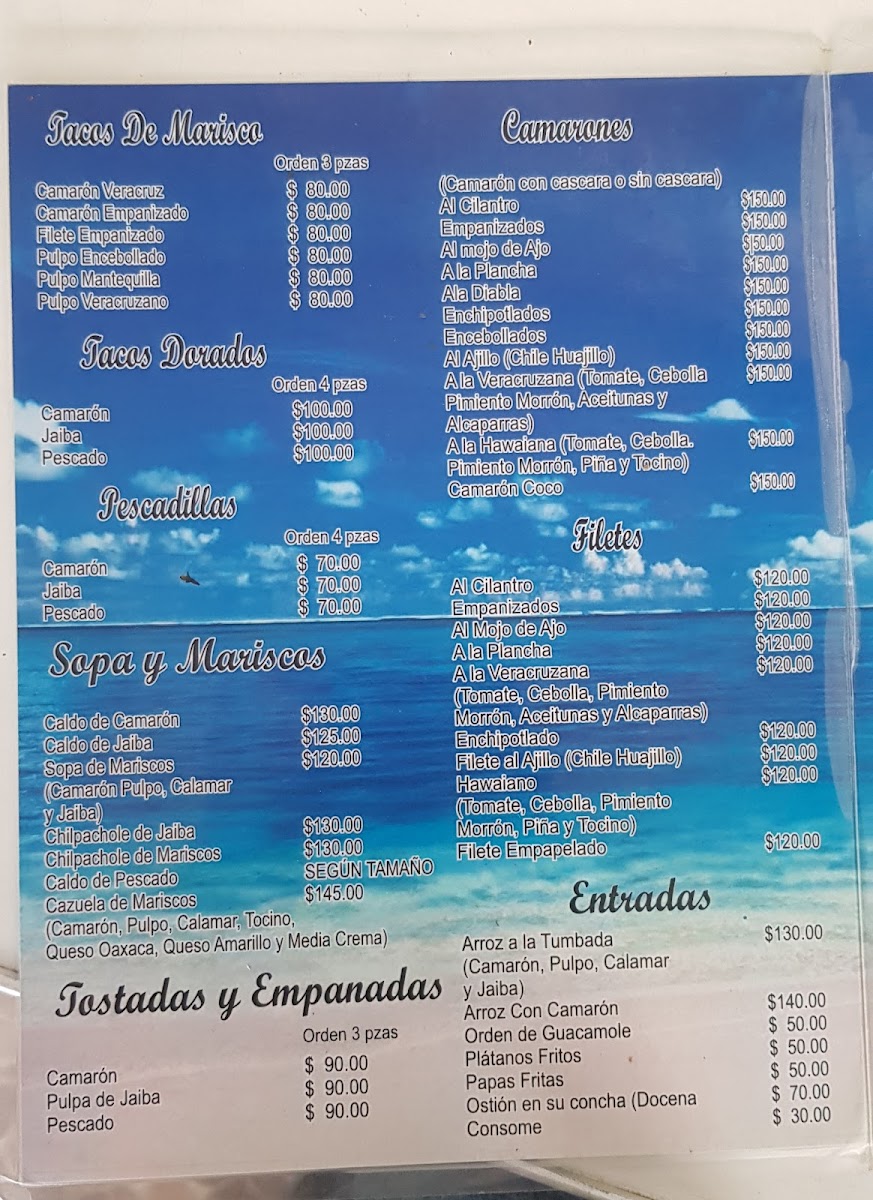 Tacos De Marisco
Orden 3 pzas
Camarón Veracruz $ 80.00
Camarón Empanizado $ 80.00
Filete Empanizado $ 80.00
Pulpo Encebollado $ 80.00
Pulpo Mantequilla $ 80.00
Pulpo Veracruzano $ 80.00
Tacos Dorados
Orden 4 pzas
Camarón $100.00
Jaiba $100.00
Pescado $100.00
Pescadillas
Orden 4 pzas
Camarón $ 70.00
Jaiba $ 70.00
Pescado $ 70.00
Sopa y Mariscos
Caldo de Camarón $130.00
Caldo de Jaiba $125.00
Sopa de Mariscos $120.00
(Camarón Pulpo, Calamar
y Jaiba)
Chilpachole de Jaiba $130.00
Chilpachole de Mariscos $130.00
Caldo de Pescado SEGÚN TAMAÑO
Cazuela de Mariscos $145.00
(Camarón, Pulpo, Calamar, Tocino,
Queso Oaxaca, Queso Amarillo y Media Crema)
Tostadas y Empanadas
Orden 3 pzas
Camarón $ 90.00
Pulpa de Jaiba $ 90.00
Pescado $ 90.00
Camarones
(Camarón con cascara o sin cascara)
Al Cilantro $150.00
Empanizados $150.00
Al mojo de Ajo $150.00
A la Plancha $150.00
Ala Diabla $150.00
Enchipotlados $150.00
Encebollados $150.00
Al Ajillo (Chile Huajillo) $150.00
A la Veracruzana (Tomate, Cebolla $150.00
Pimiento Morrón, Aceitunas y
Alcaparras)
A la Hawaiana (Tomate, Cebolla. $150.00
Pimiento Morrón, Piña y Tocino)
Camarón Coco $150.00
Filetes
Al Cilantro $120.00
Empanizados $120.00
Al Mojo de Ajo $120.00
A la Plancha $120.00
A la Veracruzana $120.00
(Tomate, Cebolla, Pimiento
Morrón, Aceitunas y Alcaparras)
Enchipotlado $120.00
Filete al Ajillo (Chile Huajillo) $120.00
Hawaiano $120.00
(Tomate, Cebolla, Pimiento
Morrón, Piña y Tocino)
Filete Empapelado $120.00
Entradas
Arroz a la Tumbada $130.00
(Camarón, Pulpo, Calamar
y Jaiba)
Arroz Con Camarón $140.00
Orden de Guacamole $ 50.00
Plátanos Fritos $ 50.00
Papas Fritas $ 50.00
Ostión en su concha (Docena $ 70.00
Consome $ 30.00